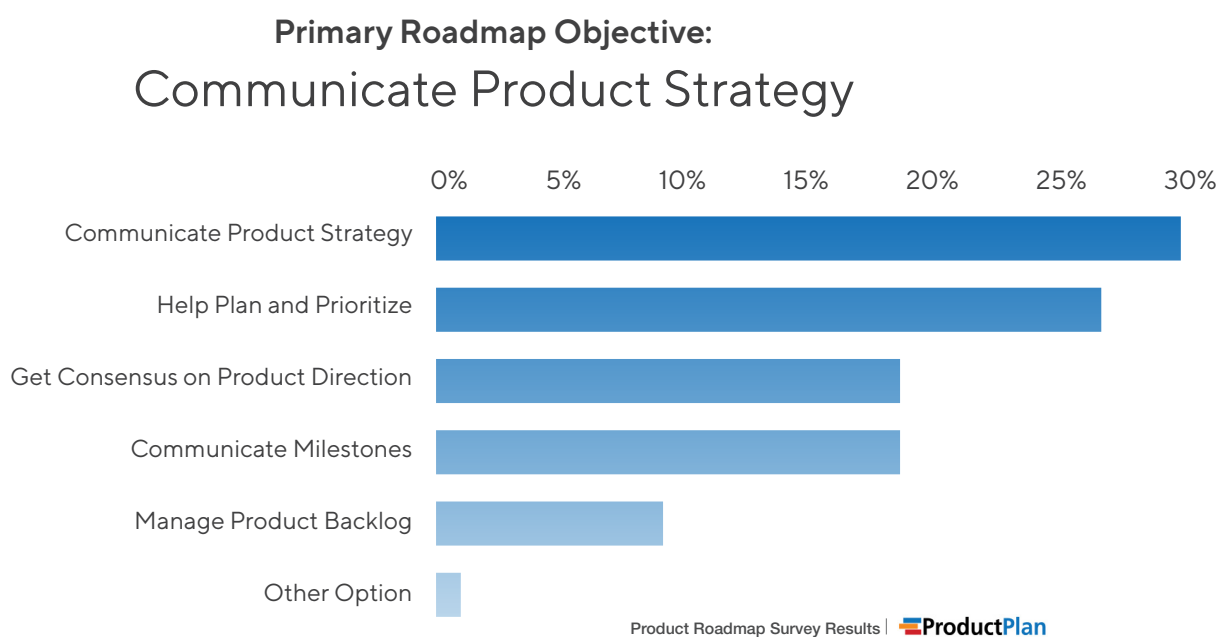 Primary Roadmap Objective:
Communicate Product Strategy
0% 5% 10% 15% 20% 25% 30%
Communicate Product Strategy
Help Plan and Prioritize
Get Consensus on Product Direction
Communicate Milestones
Manage Product Backlog
Other Option
Product Roadmap Survey Results | ProductPlan